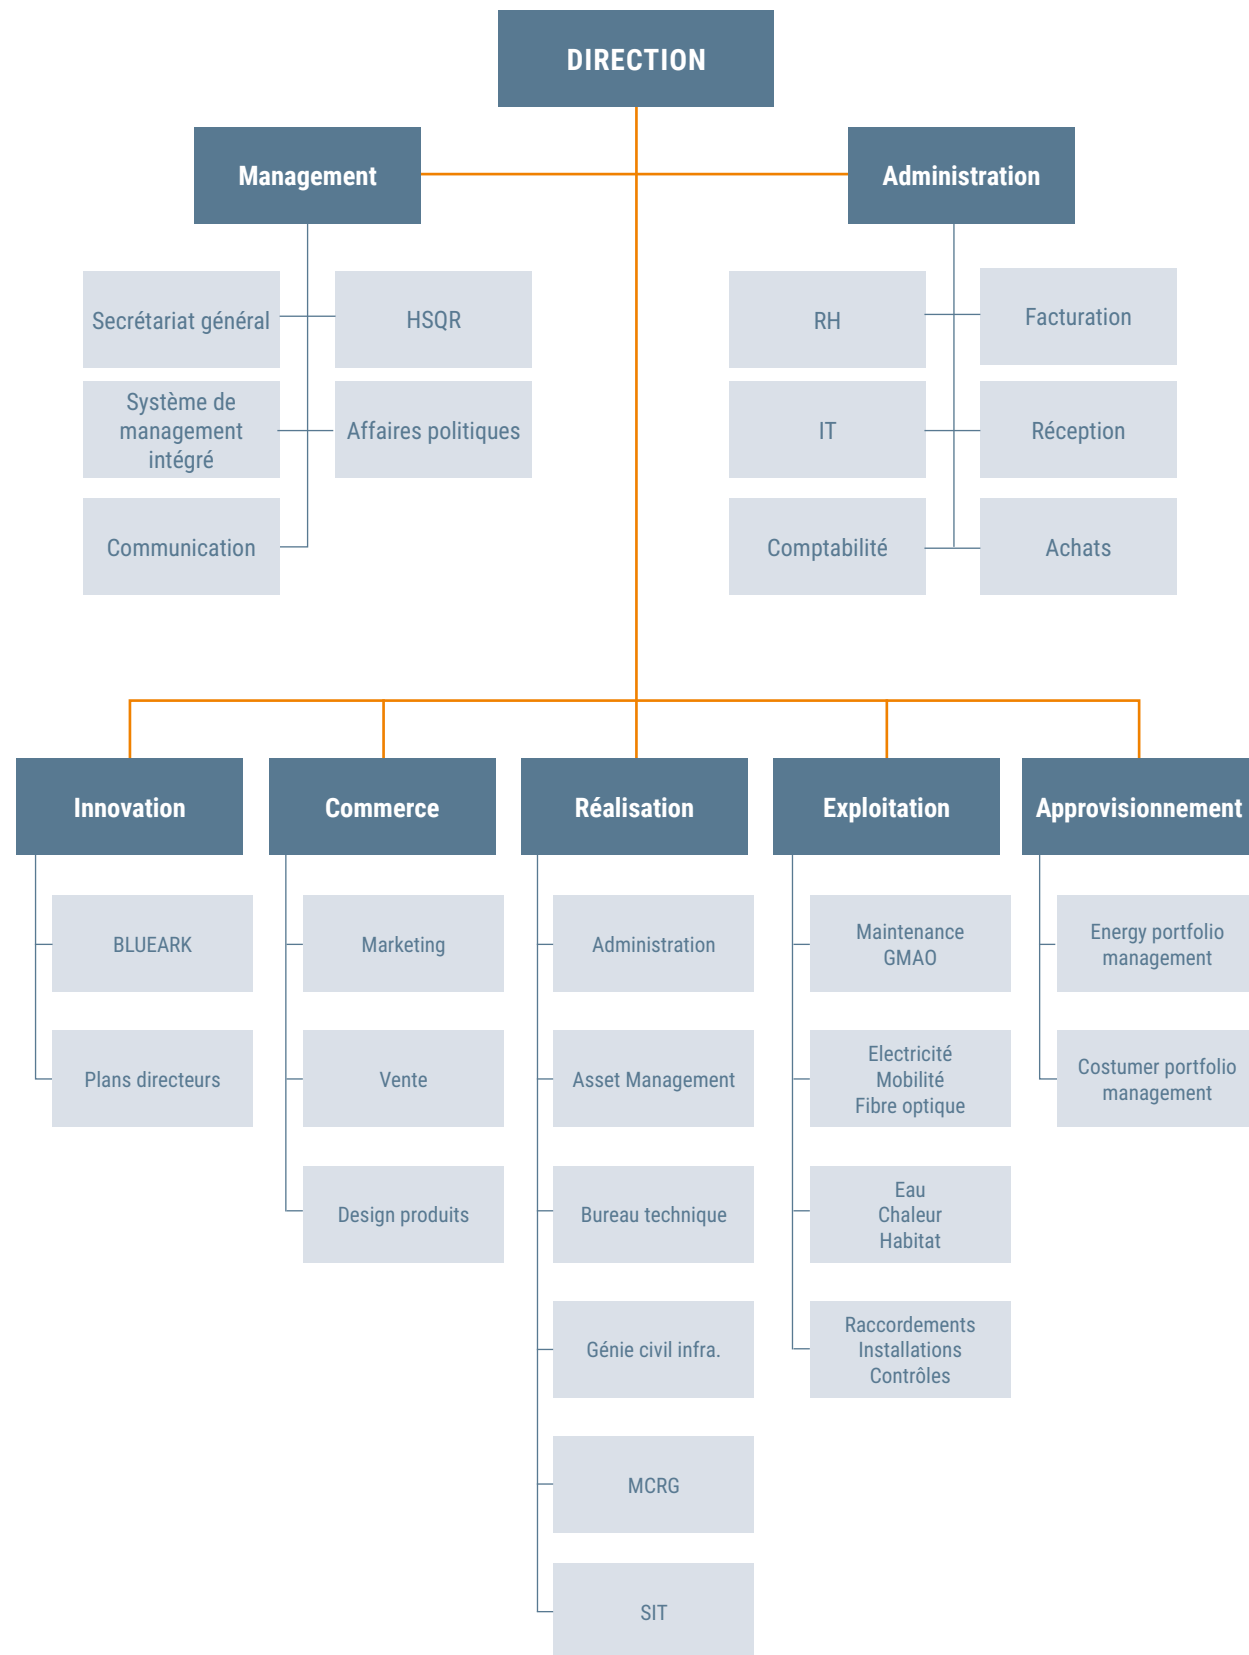 DIRECTION
Management
Administration
Secrétariat général
HSQR
RH
Facturation
Système de
management
intégré
Affaires politiques
IT
Réception
Communication
Comptabilité
Achats
Innovation
Commerce
Réalisation
Exploitation
Approvisionnement
BLUEARK
Plans directeurs
Marketing
Vente
Design produits
Administration
Asset Management
Bureau technique
Génie civil infra.
MCRG
SIT
Maintenance
GMAO
Electricité
Mobilité
Fibre optique
Eau
Chaleur
Habitat
Raccordements
Installations
Contrôles
Energy portfolio
management
Costumer portfolio
management